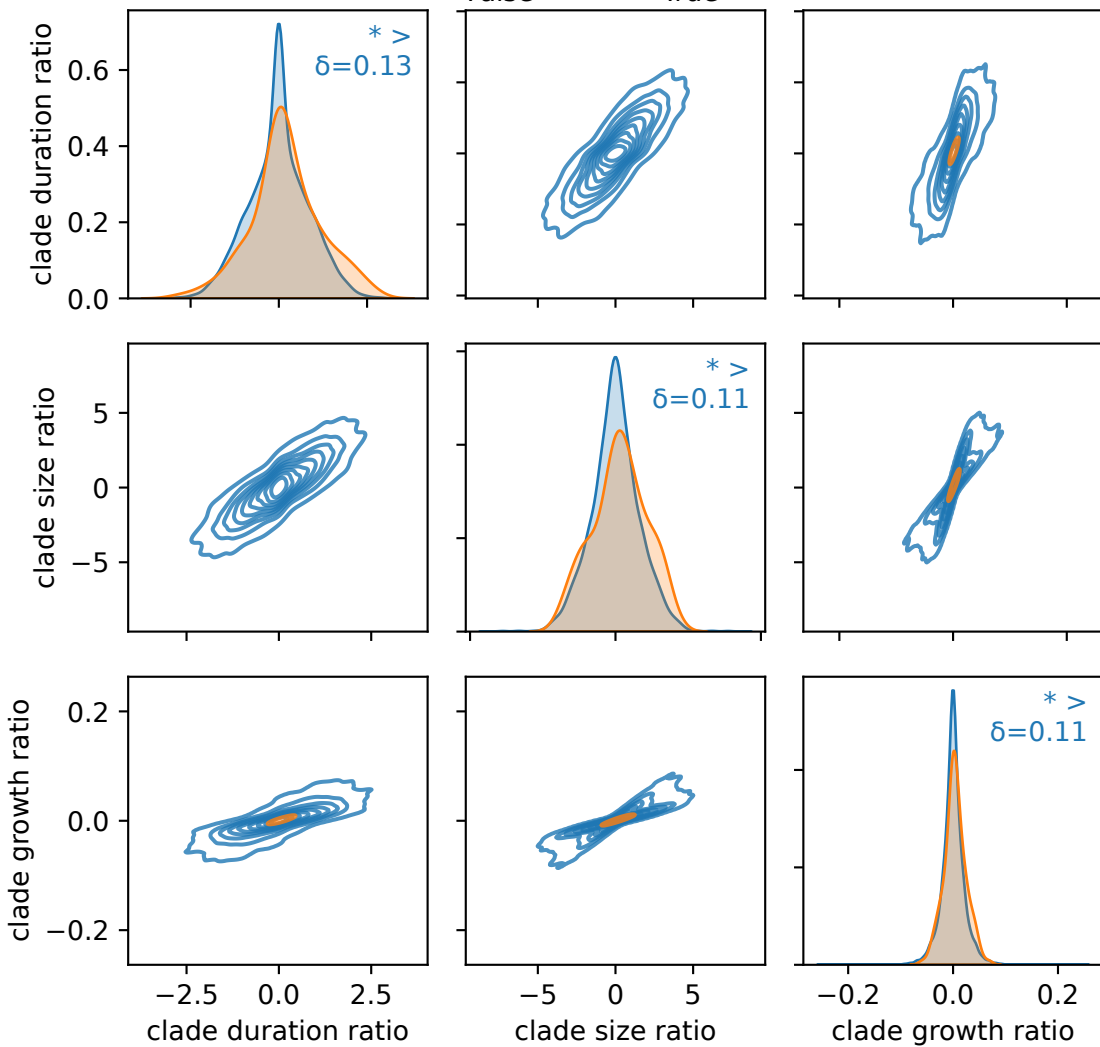 clade duration ratio
0.6
0.4
0.2
0.0
* >
δ=0.13
clade size ratio
5
0
−5
* >
δ=0.11
clade growth ratio
0.2
0.0
−0.2
* >
δ=0.11
−2.5 0.0 2.5
−5 0 5
−0.2 0.0 0.2
clade duration ratio
clade size ratio
clade growth ratio